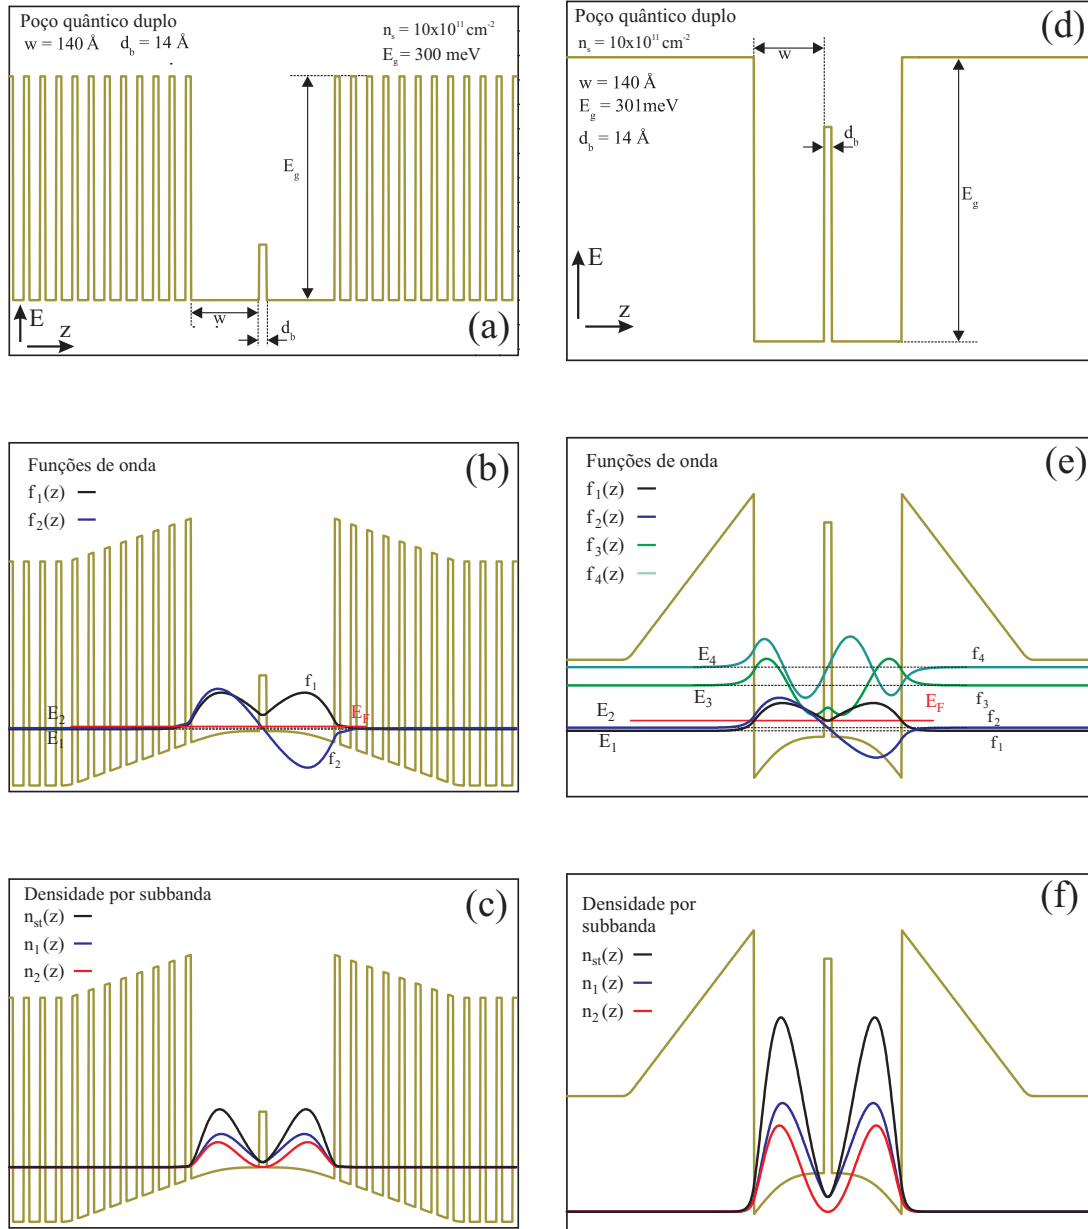 Poço quântico duplo
w = 140 Å d_b = 14 Å
n_s = 10x10^11 cm^-2
E_g = 300 meV
E_g
w
d_b
E
z
(a)
Poço quântico duplo
n_s = 10x10^11 cm^-2
(d)
w
w = 140 Å
E_g = 301meV
d_b = 14 Å
d_b
E_g
E
z
Funções de onda
f_1(z)
f_2(z)
(b)
f_1
E_2
E_F
E_1
f_2
Funções de onda
f_1(z)
f_2(z)
f_3(z)
f_4(z)
(e)
E_4
f_4
E_3
f_3
E_F
E_2
f_2
E_1
f_1
Densidade por subbanda
n_st(z)
n_1(z)
n_2(z)
(c)
Densidade por
subbanda
n_st(z)
n_1(z)
n_2(z)
(f)